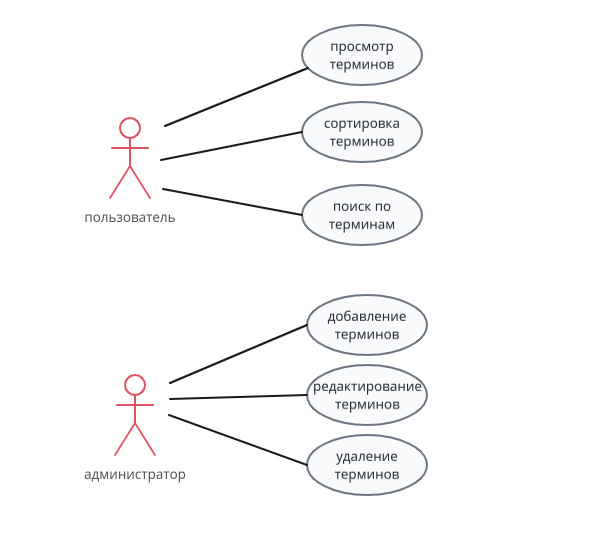 просмотр
терминов
сортировка
терминов
поиск по
терминам
пользователь
добавление
терминов
редактирование
терминов
удаление
терминов
администратор